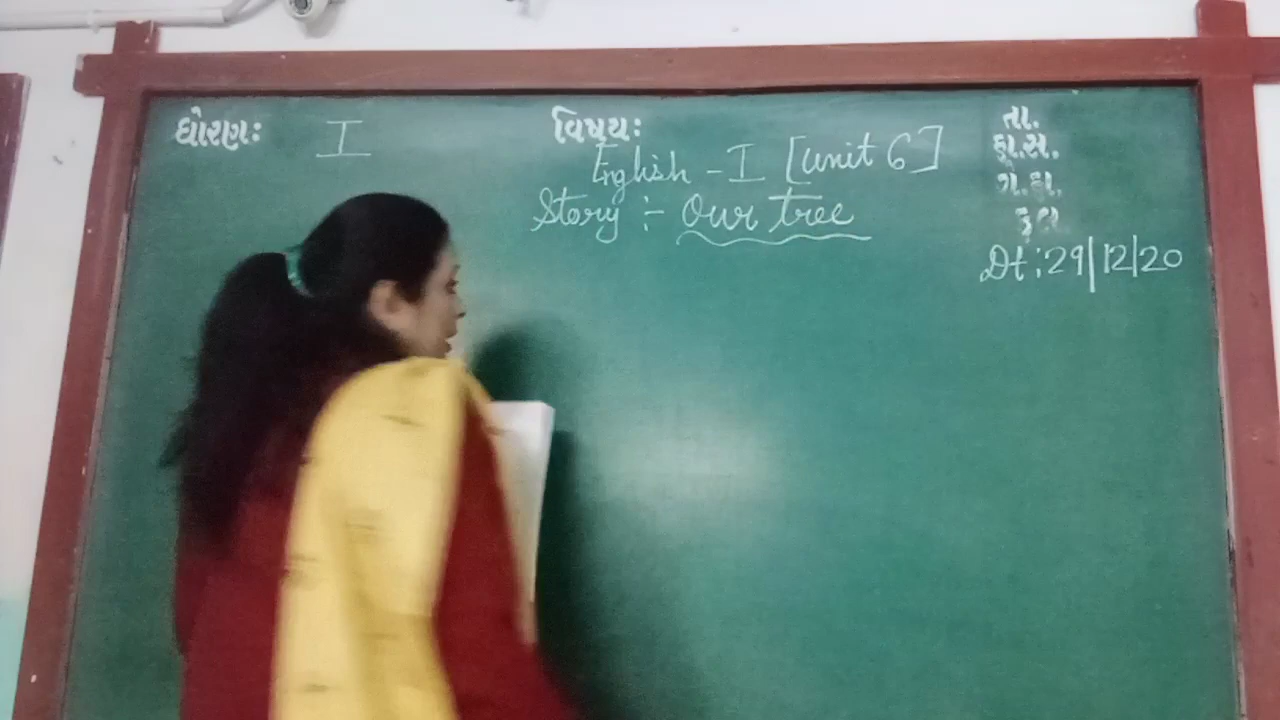 ધોરણ: I
વિષય:
English - I [Unit 6]
Story :- Our tree
તા.
ફા.સ.
ગે.હા.
કુલ
Dt : 29/12/20